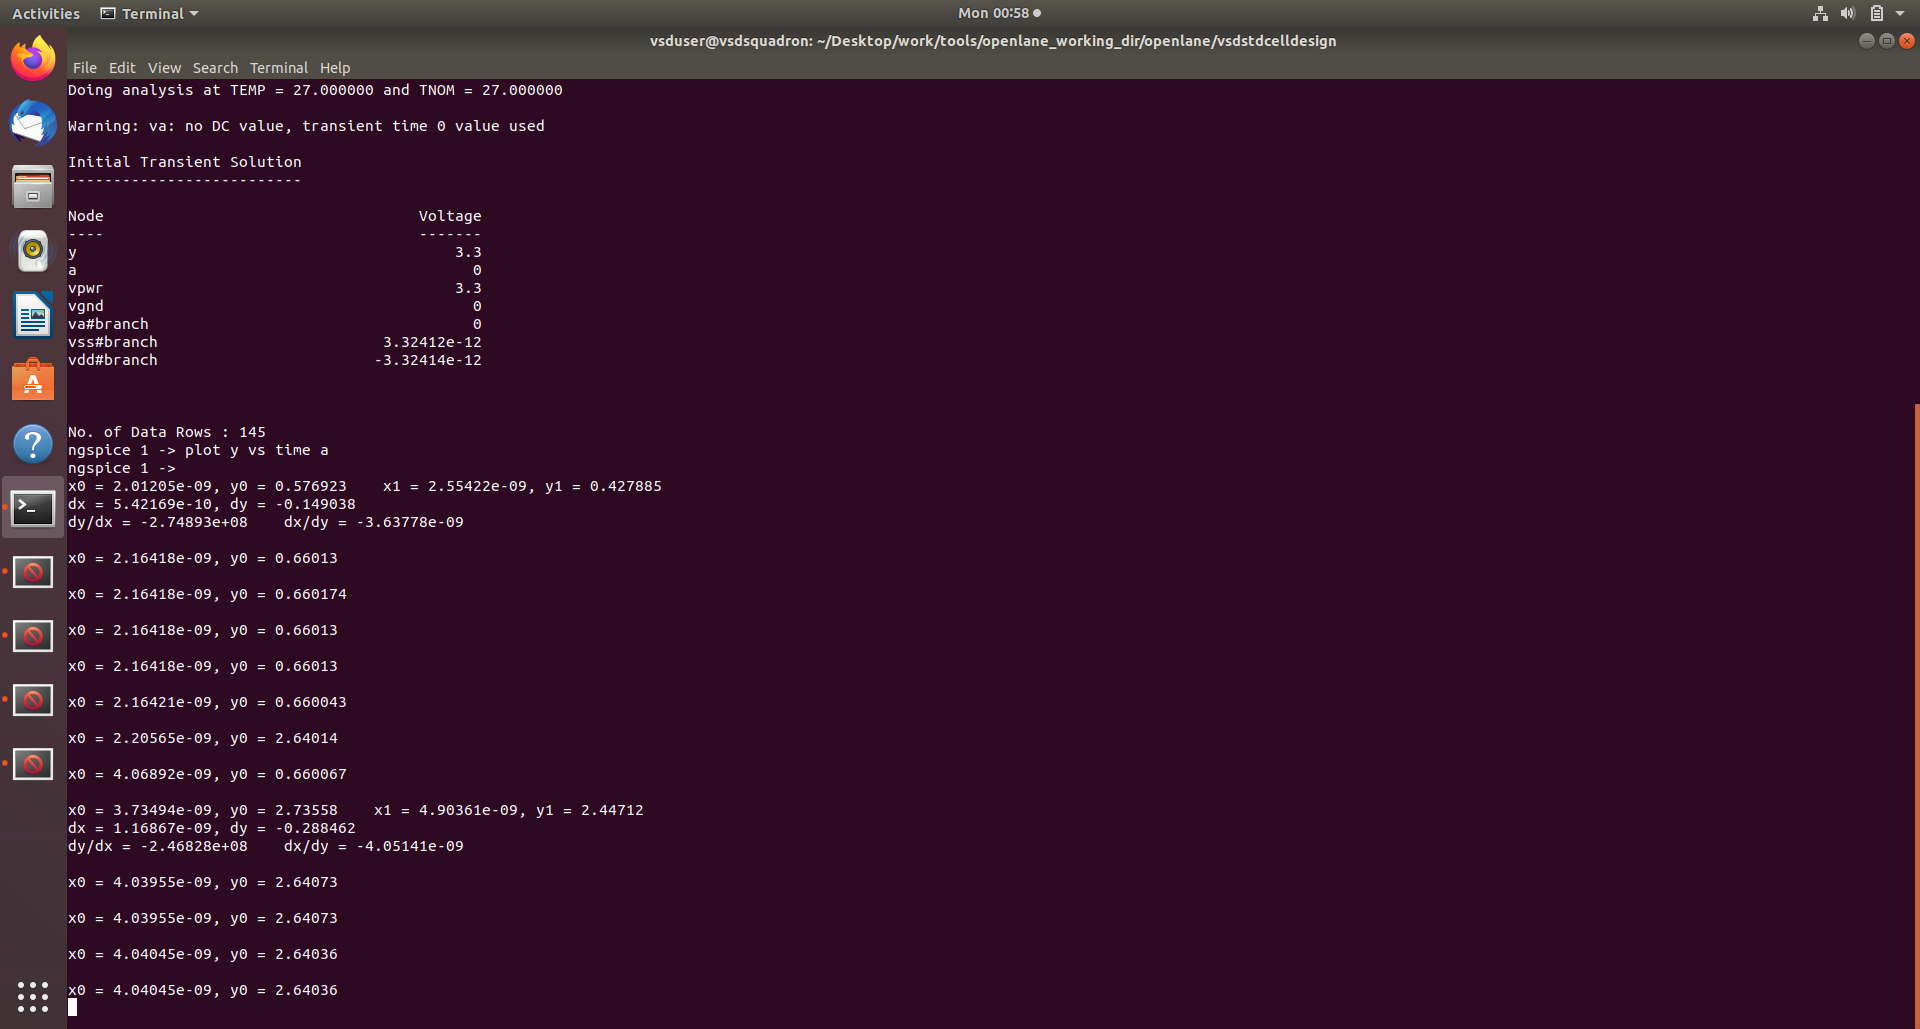 Activities Terminal Mon 00:58
vsduser@vsdsquadron: ~/Desktop/work/tools/openlane_working_dir/openlane/vsdstdcelldesign
File Edit View Search Terminal Help
Doing analysis at TEMP = 27.000000 and TNOM = 27.000000
Warning: va: no DC value, transient time 0 value used
Initial Transient Solution
--------------------------
Node Voltage
---- -------
y 3.3
a 0
vpwr 3.3
vgnd 0
va#branch 0
vss#branch 3.32412e-12
vdd#branch -3.32414e-12
No. of Data Rows : 145
ngspice 1 -> plot y vs time a
ngspice 1 ->
x0 = 2.01205e-09, y0 = 0.576923    x1 = 2.55422e-09, y1 = 0.427885
dx = 5.42169e-10, dy = -0.149038
dy/dx = -2.74893e+08    dx/dy = -3.63778e-09
x0 = 2.16418e-09, y0 = 0.66013
x0 = 2.16418e-09, y0 = 0.660174
x0 = 2.16418e-09, y0 = 0.66013
x0 = 2.16418e-09, y0 = 0.66013
x0 = 2.16421e-09, y0 = 0.660043
x0 = 2.20565e-09, y0 = 2.64014
x0 = 4.06892e-09, y0 = 0.660067
x0 = 3.73494e-09, y0 = 2.73558    x1 = 4.90361e-09, y1 = 2.44712
dx = 1.16867e-09, dy = -0.288462
dy/dx = -2.46828e+08    dx/dy = -4.05141e-09
x0 = 4.03955e-09, y0 = 2.64073
x0 = 4.03955e-09, y0 = 2.64073
x0 = 4.04045e-09, y0 = 2.64036
x0 = 4.04045e-09, y0 = 2.64036